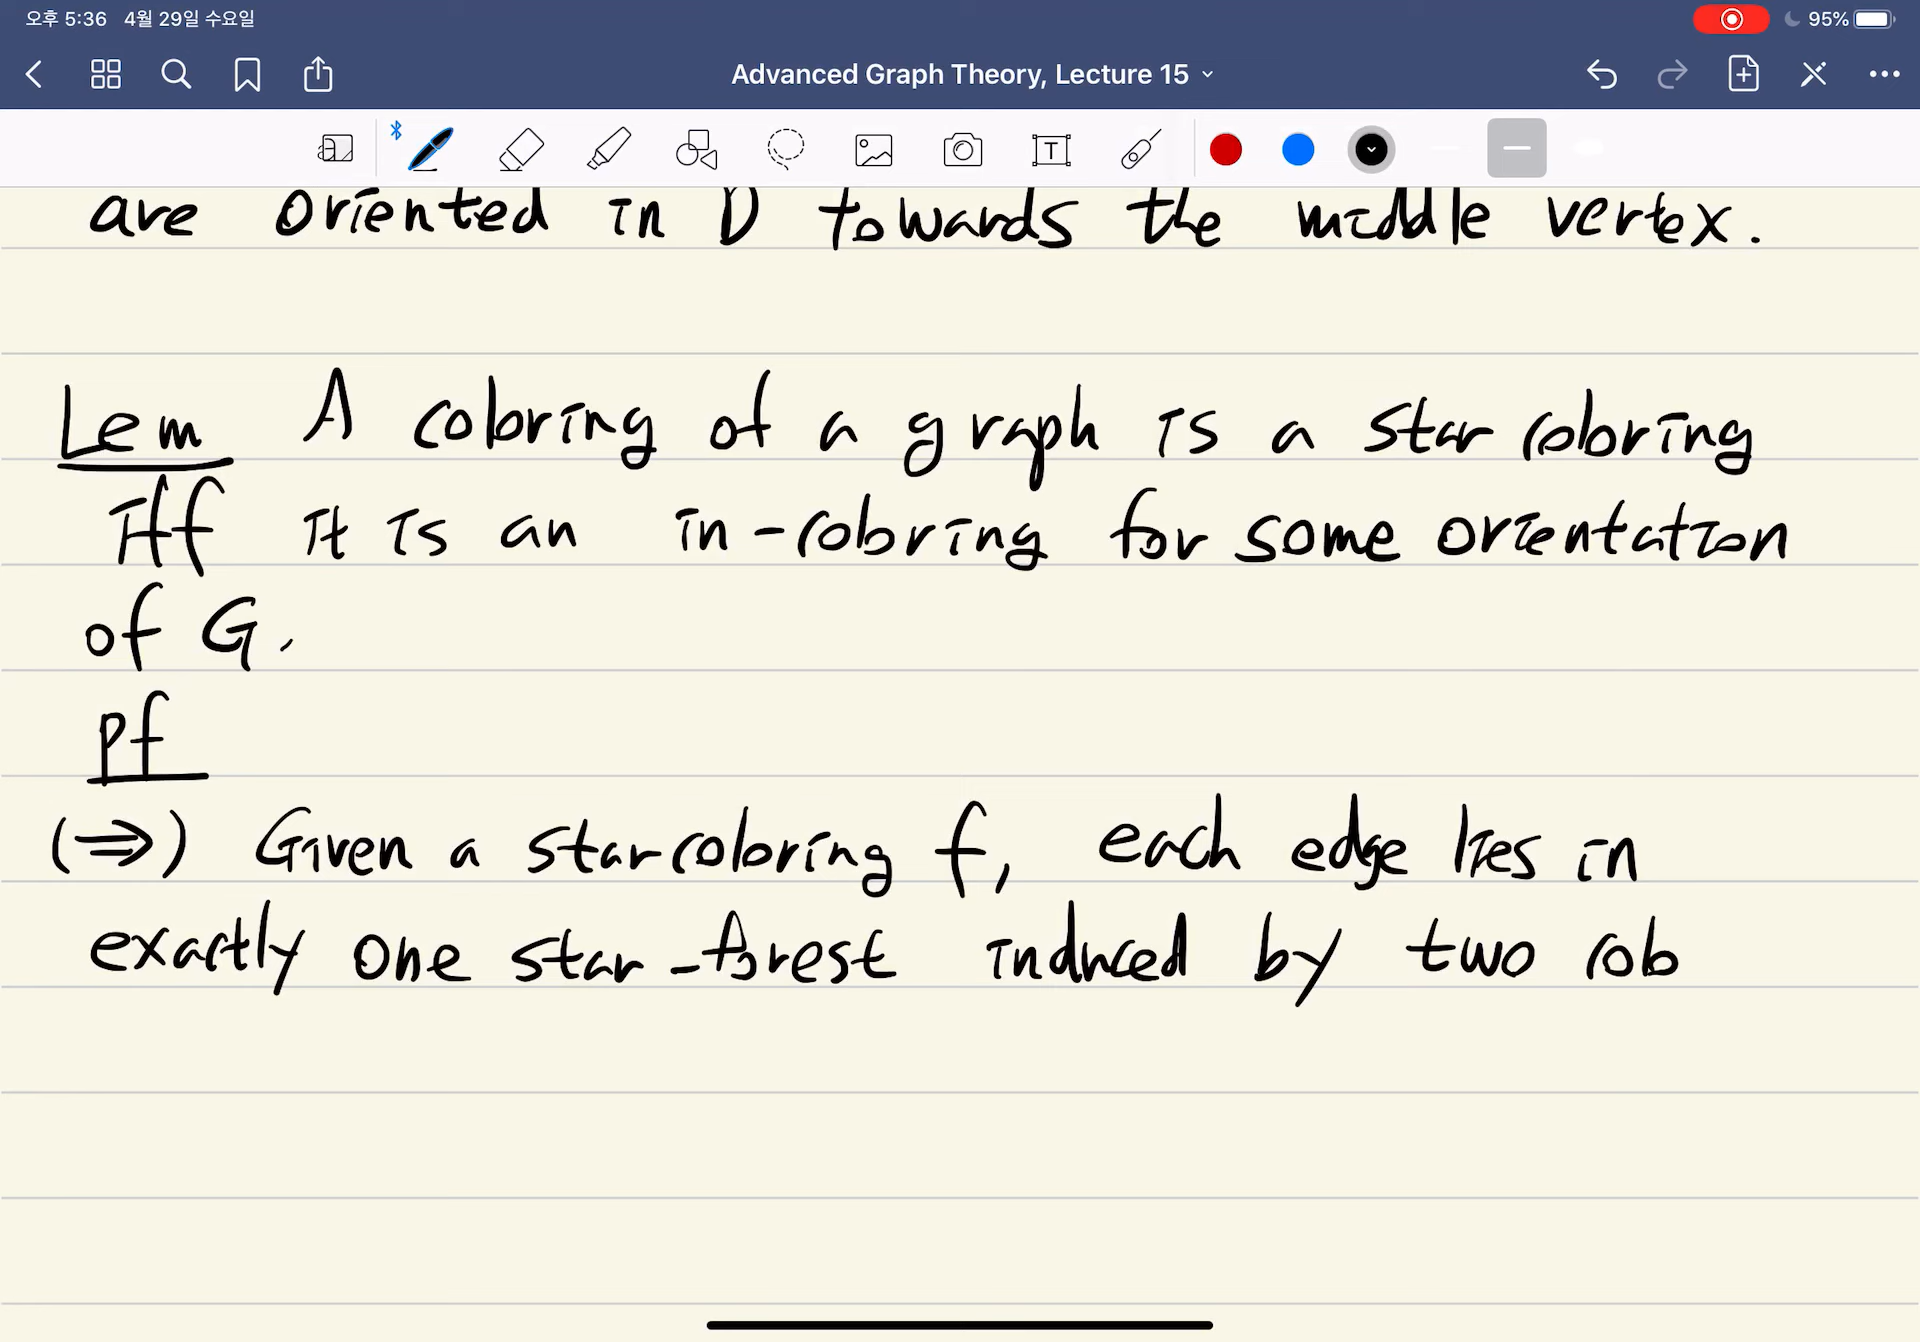 오후 5:36 4월 29일 수요일 95%
Advanced Graph Theory, Lecture 15
are oriented in D towards the middle vertex.
Lem A coloring of a graph is a star coloring
iff it is an in-coloring for some orientation
of G.
pf
(⇒) Given a star coloring f, each edge lies in
exactly one star-forest induced by two colo